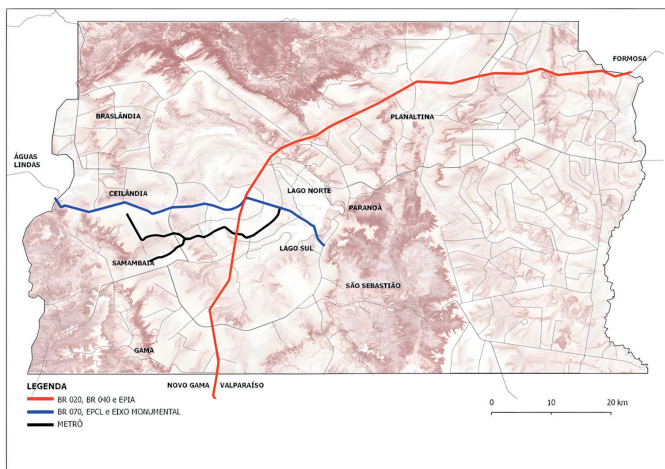 FORMOSA
BRASLÂNDIA
PLANALTINA
ÁGUAS
LINDAS
CEILÂNDIA
LAGO NORTE
PARANOÁ
LAGO SUL
SAMAMBAIA
SÃO SEBASTIÃO
GAMA
NOVO GAMA
VALPARAÍSO
LEGENDA
BR 020, BR 040 e EPIA
BR 070, EPCL e EIXO MONUMENTAL
METRÔ
0 10 20 km